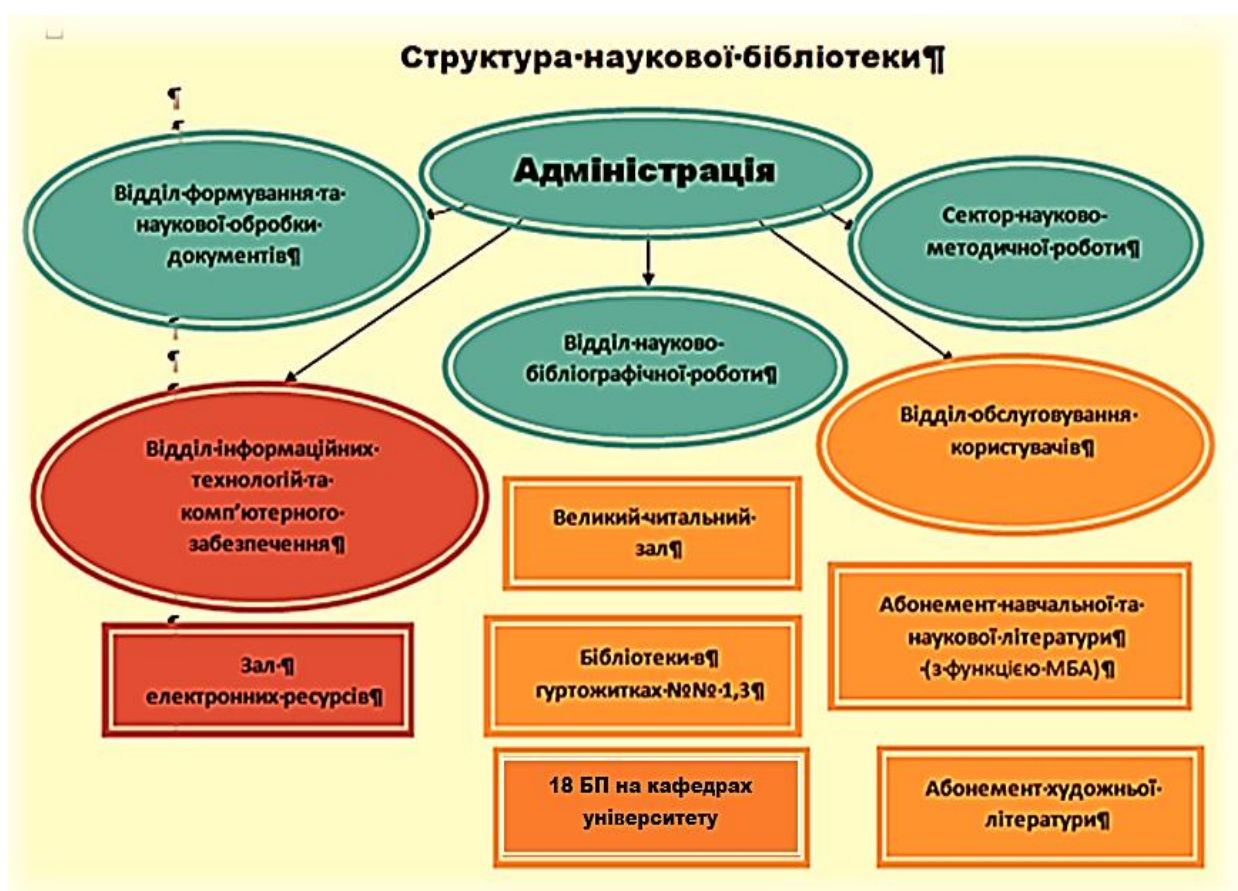 Структура·наукової·бібліотеки¶
¶
¶
Адміністрація
Відділ·формування·та·
наукової·обробки·
документів¶
Сектор·науково-
методичної·роботи¶
¶
¶
¶
¶
Відділ·науково-
бібліографічної·роботи¶
Відділ·інформаційних·
технологій·та·
комп’ютерного·
забезпечення¶
Відділ·обслуговування·
користувачів¶
Великий·читальний·
зал¶
Абонемент·навчальної·та·
наукової·літератури¶
·(з·функцією·МБА)¶
¶
Зал·¶
електронних·ресурсів¶
Бібліотеки·в¶
гуртожитках·№№·1,3¶
18 БП на кафедрах
університету
Абонемент·художньої·
літератури¶